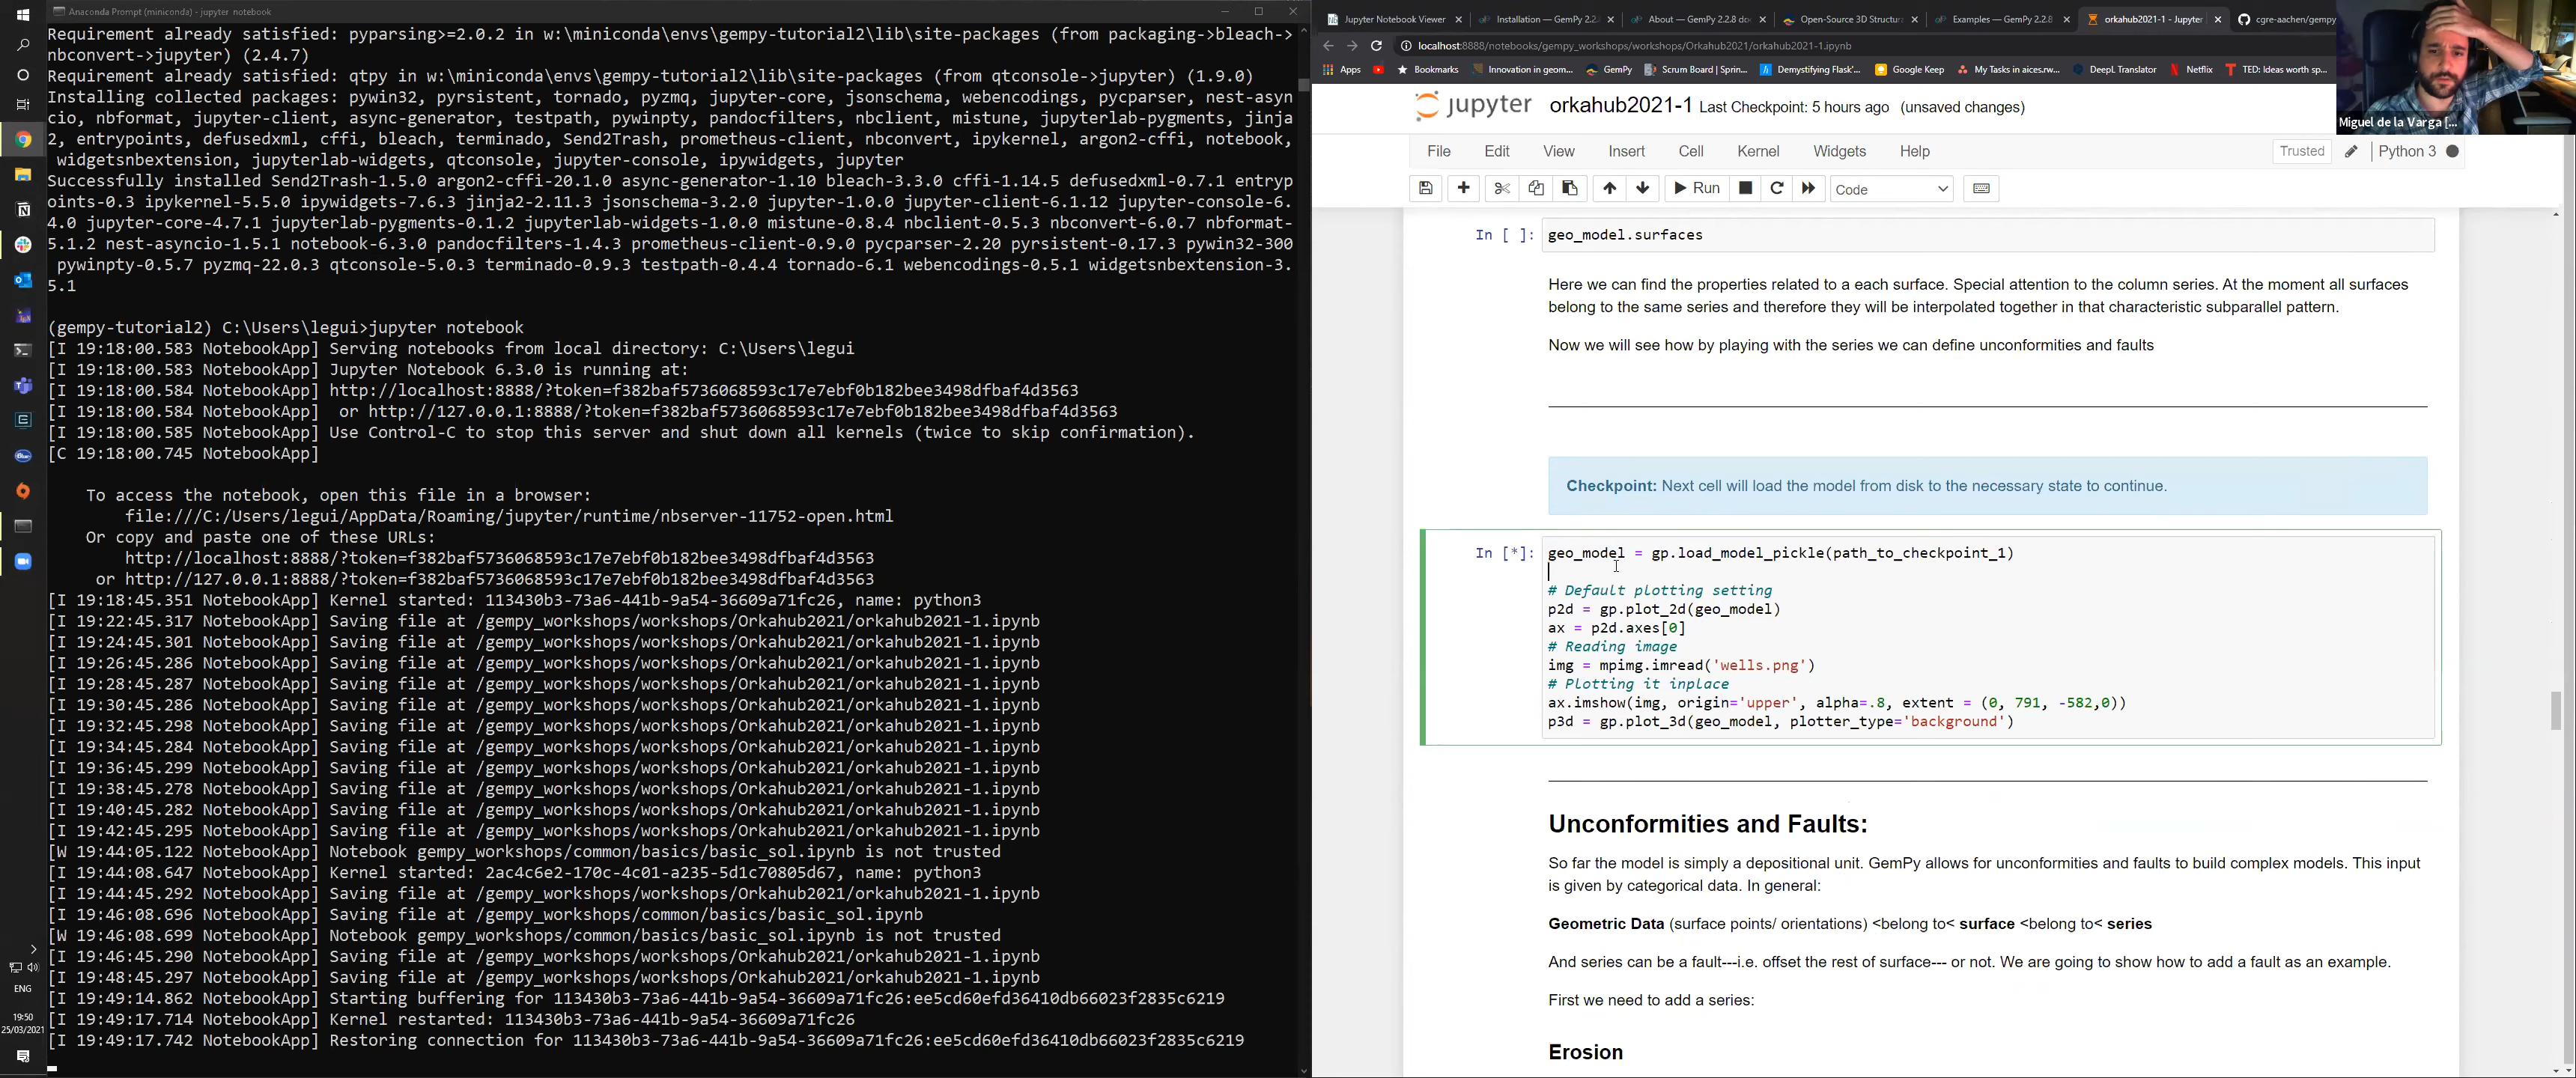 Anaconda Prompt (miniconda) - jupyter notebook
Requirement already satisfied: pyparsing>=2.0.2 in w:\miniconda\envs\gempy-tutorial2\lib\site-packages (from packaging->bleach->
nbconvert->jupyter) (2.4.7)
Requirement already satisfied: qtpy in w:\miniconda\envs\gempy-tutorial2\lib\site-packages (from qtconsole->jupyter) (1.9.0)
Installing collected packages: pywin32, pyrsistent, tornado, pyzmq, jupyter-core, jsonschema, webencodings, pycparser, nest-asyn
cio, nbformat, jupyter-client, async-generator, testpath, pywinpty, pandocfilters, nbclient, mistune, jupyterlab-pygments, jinja
2, entrypoints, defusedxml, cffi, bleach, terminado, Send2Trash, prometheus-client, nbconvert, ipykernel, argon2-cffi, notebook,
widgetsnbextension, jupyterlab-widgets, qtconsole, jupyter-console, ipywidgets, jupyter
Successfully installed Send2Trash-1.5.0 argon2-cffi-20.1.0 async-generator-1.10 bleach-3.3.0 cffi-1.14.5 defusedxml-0.7.1 entryp
oints-0.3 ipykernel-5.5.0 ipywidgets-7.6.3 jinja2-2.11.3 jsonschema-3.2.0 jupyter-1.0.0 jupyter-client-6.1.12 jupyter-console-6.
4.0 jupyter-core-4.7.1 jupyterlab-pygments-0.1.2 jupyterlab-widgets-1.0.0 mistune-0.8.4 nbclient-0.5.3 nbconvert-6.0.7 nbformat-
5.1.2 nest-asyncio-1.5.1 notebook-6.3.0 pandocfilters-1.4.3 prometheus-client-0.9.0 pycparser-2.20 pyrsistent-0.17.3 pywin32-300
pywinpty-0.5.7 pyzmq-22.0.3 qtconsole-5.0.3 terminado-0.9.3 testpath-0.4.4 tornado-6.1 webencodings-0.5.1 widgetsnbextension-3.
5.1
(gempy-tutorial2) C:\Users\legui>jupyter notebook
[I 19:18:00.583 NotebookApp] Serving notebooks from local directory: C:\Users\legui
[I 19:18:00.583 NotebookApp] Jupyter Notebook 6.3.0 is running at:
[I 19:18:00.584 NotebookApp] http://localhost:8888/?token=f382baf5736068593c17e7ebf0b182bee3498dfbaf4d3563
[I 19:18:00.584 NotebookApp]  or http://127.0.0.1:8888/?token=f382baf5736068593c17e7ebf0b182bee3498dfbaf4d3563
[I 19:18:00.585 NotebookApp] Use Control-C to stop this server and shut down all kernels (twice to skip confirmation).
[C 19:18:00.745 NotebookApp]
To access the notebook, open this file in a browser:
file:///C:/Users/legui/AppData/Roaming/jupyter/runtime/nbserver-11752-open.html
Or copy and paste one of these URLs:
http://localhost:8888/?token=f382baf5736068593c17e7ebf0b182bee3498dfbaf4d3563
or http://127.0.0.1:8888/?token=f382baf5736068593c17e7ebf0b182bee3498dfbaf4d3563
[I 19:18:45.351 NotebookApp] Kernel started: 113430b3-73a6-441b-9a54-36609a71fc26, name: python3
[I 19:22:45.317 NotebookApp] Saving file at /gempy_workshops/workshops/Orkahub2021/orkahub2021-1.ipynb
[I 19:24:45.301 NotebookApp] Saving file at /gempy_workshops/workshops/Orkahub2021/orkahub2021-1.ipynb
[I 19:26:45.286 NotebookApp] Saving file at /gempy_workshops/workshops/Orkahub2021/orkahub2021-1.ipynb
[I 19:28:45.287 NotebookApp] Saving file at /gempy_workshops/workshops/Orkahub2021/orkahub2021-1.ipynb
[I 19:30:45.286 NotebookApp] Saving file at /gempy_workshops/workshops/Orkahub2021/orkahub2021-1.ipynb
[I 19:32:45.298 NotebookApp] Saving file at /gempy_workshops/workshops/Orkahub2021/orkahub2021-1.ipynb
[I 19:34:45.284 NotebookApp] Saving file at /gempy_workshops/workshops/Orkahub2021/orkahub2021-1.ipynb
[I 19:36:45.299 NotebookApp] Saving file at /gempy_workshops/workshops/Orkahub2021/orkahub2021-1.ipynb
[I 19:38:45.278 NotebookApp] Saving file at /gempy_workshops/workshops/Orkahub2021/orkahub2021-1.ipynb
[I 19:40:45.282 NotebookApp] Saving file at /gempy_workshops/workshops/Orkahub2021/orkahub2021-1.ipynb
[I 19:42:45.295 NotebookApp] Saving file at /gempy_workshops/workshops/Orkahub2021/orkahub2021-1.ipynb
[W 19:44:05.122 NotebookApp] Notebook gempy_workshops/common/basics/basic_sol.ipynb is not trusted
[I 19:44:08.647 NotebookApp] Kernel started: 2ac4c6e2-170c-4c01-a235-5d1c70805d67, name: python3
[I 19:44:45.292 NotebookApp] Saving file at /gempy_workshops/workshops/Orkahub2021/orkahub2021-1.ipynb
[I 19:46:08.696 NotebookApp] Saving file at /gempy_workshops/common/basics/basic_sol.ipynb
[W 19:46:08.699 NotebookApp] Notebook gempy_workshops/common/basics/basic_sol.ipynb is not trusted
[I 19:46:45.290 NotebookApp] Saving file at /gempy_workshops/workshops/Orkahub2021/orkahub2021-1.ipynb
[I 19:48:45.297 NotebookApp] Saving file at /gempy_workshops/workshops/Orkahub2021/orkahub2021-1.ipynb
[I 19:49:14.862 NotebookApp] Starting buffering for 113430b3-73a6-441b-9a54-36609a71fc26:ee5cd60efd36410db66023f2835c6219
[I 19:49:17.714 NotebookApp] Kernel restarted: 113430b3-73a6-441b-9a54-36609a71fc26
[I 19:49:17.742 NotebookApp] Restoring connection for 113430b3-73a6-441b-9a54-36609a71fc26:ee5cd60efd36410db66023f2835c6219
ENG
19:50
25/03/2021
Jupyter Notebook Viewer
Installation — GemPy 2.2.
About — GemPy 2.2.8 do
Open-Source 3D Structur
Examples — GemPy 2.2.8
orkahub2021-1 - Jupyter
cgre-aachen/gempy
localhost:8888/notebooks/gempy_workshops/workshops/Orkahub2021/orkahub2021-1.ipynb
Apps
Bookmarks
Innovation in geom...
GemPy
Scrum Board | Sprin...
Demystifying Flask'...
Google Keep
My Tasks in aices.rw...
DeepL Translator
Netflix
TED: Ideas worth sp...
Miguel de la Varga [...
jupyter orkahub2021-1 Last Checkpoint: 5 hours ago (unsaved changes)
File Edit View Insert Cell Kernel Widgets Help
Trusted
Python 3
Run
Code
In [ ]: geo_model.surfaces
Here we can find the properties related to a each surface. Special attention to the column series. At the moment all surfaces
belong to the same series and therefore they will be interpolated together in that characteristic subparallel pattern.
Now we will see how by playing with the series we can define unconformities and faults
Checkpoint: Next cell will load the model from disk to the necessary state to continue.
In [*]: geo_model = gp.load_model_pickle(path_to_checkpoint_1)
# Default plotting setting
p2d = gp.plot_2d(geo_model)
ax = p2d.axes[0]
# Reading image
img = mpimg.imread('wells.png')
# Plotting it inplace
ax.imshow(img, origin='upper', alpha=.8, extent = (0, 791, -582,0))
p3d = gp.plot_3d(geo_model, plotter_type='background')
Unconformities and Faults:
So far the model is simply a depositional unit. GemPy allows for unconformities and faults to build complex models. This input
is given by categorical data. In general:
Geometric Data (surface points/ orientations) <belong to< surface <belong to< series
And series can be a fault---i.e. offset the rest of surface--- or not. We are going to show how to add a fault as an example.
First we need to add a series:
Erosion